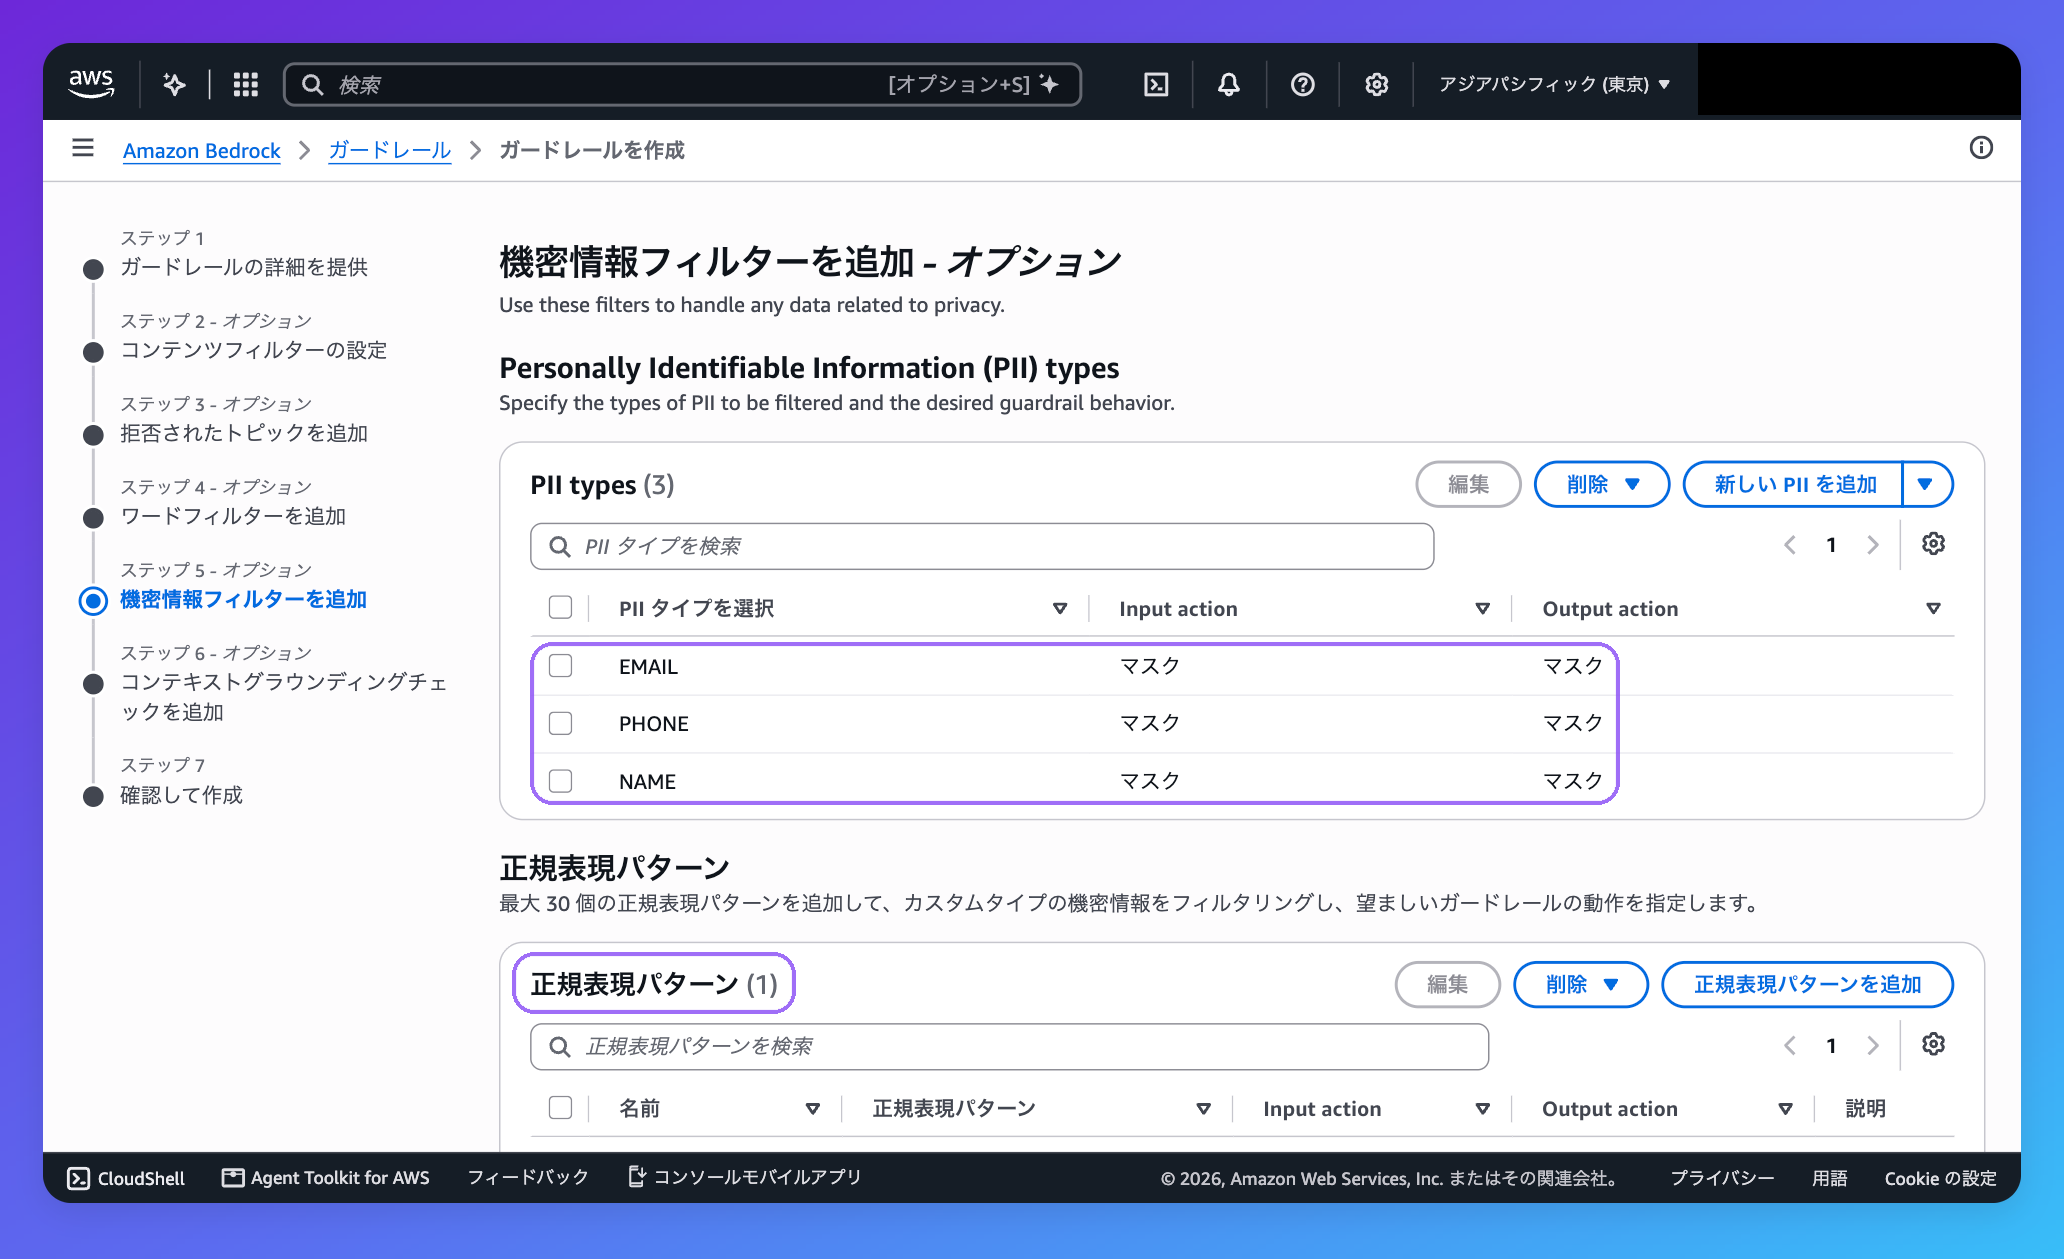 aws
検索
[オプション+S]
アジアパシフィック (東京) ▼
Amazon Bedrock > ガードレール > ガードレールを作成
ステップ 1
ガードレールの詳細を提供
ステップ 2 - オプション
コンテンツフィルターの設定
ステップ 3 - オプション
拒否されたトピックを追加
ステップ 4 - オプション
ワードフィルターを追加
ステップ 5 - オプション
機密情報フィルターを追加
ステップ 6 - オプション
コンテキストグラウンディングチェ
ックを追加
ステップ 7
確認して作成
機密情報フィルターを追加 - オプション
Use these filters to handle any data related to privacy.
Personally Identifiable Information (PII) types
Specify the types of PII to be filtered and the desired guardrail behavior.
PII types (3)
編集
削除 ▼
新しい PII を追加
PII タイプを検索
1
PII タイプを選択
Input action
Output action
EMAIL マスク マスク
PHONE マスク マスク
NAME マスク マスク
正規表現パターン
最大 30 個の正規表現パターンを追加して、カスタムタイプの機密情報をフィルタリングし、望ましいガードレールの動作を指定します。
正規表現パターン (1)
編集
削除 ▼
正規表現パターンを追加
正規表現パターンを検索
1
名前
正規表現パターン
Input action
Output action
説明
CloudShell
Agent Toolkit for AWS
フィードバック
コンソールモバイルアプリ
© 2026, Amazon Web Services, Inc. またはその関連会社。
プライバシー
用語
Cookie の設定